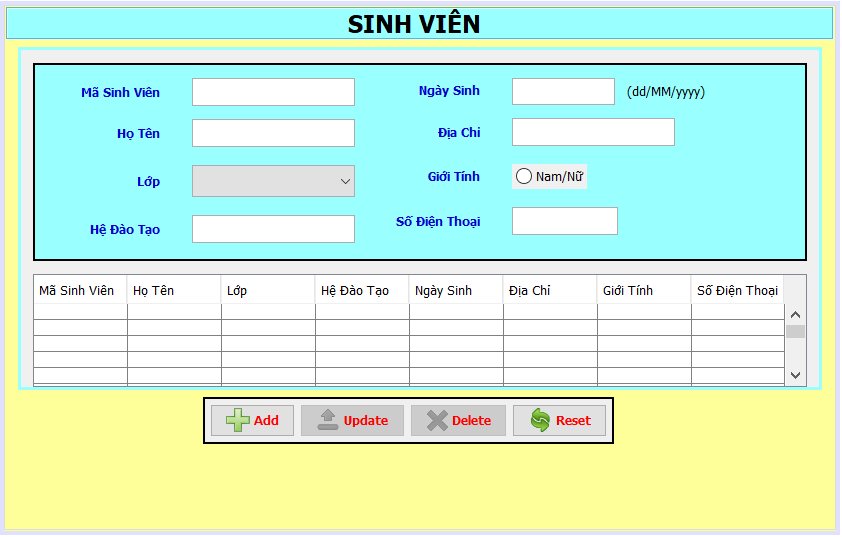 SINH VIÊN
Mã Sinh Viên
Ngày Sinh (dd/MM/yyyy)
Họ Tên
Địa Chỉ
Lớp
Giới Tính Nam/Nữ
Hệ Đào Tạo
Số Điện Thoại
Mã Sinh Viên Họ Tên Lớp Hệ Đào Tạo Ngày Sinh Địa Chỉ Giới Tính Số Điện Thoại
Add Update Delete Reset